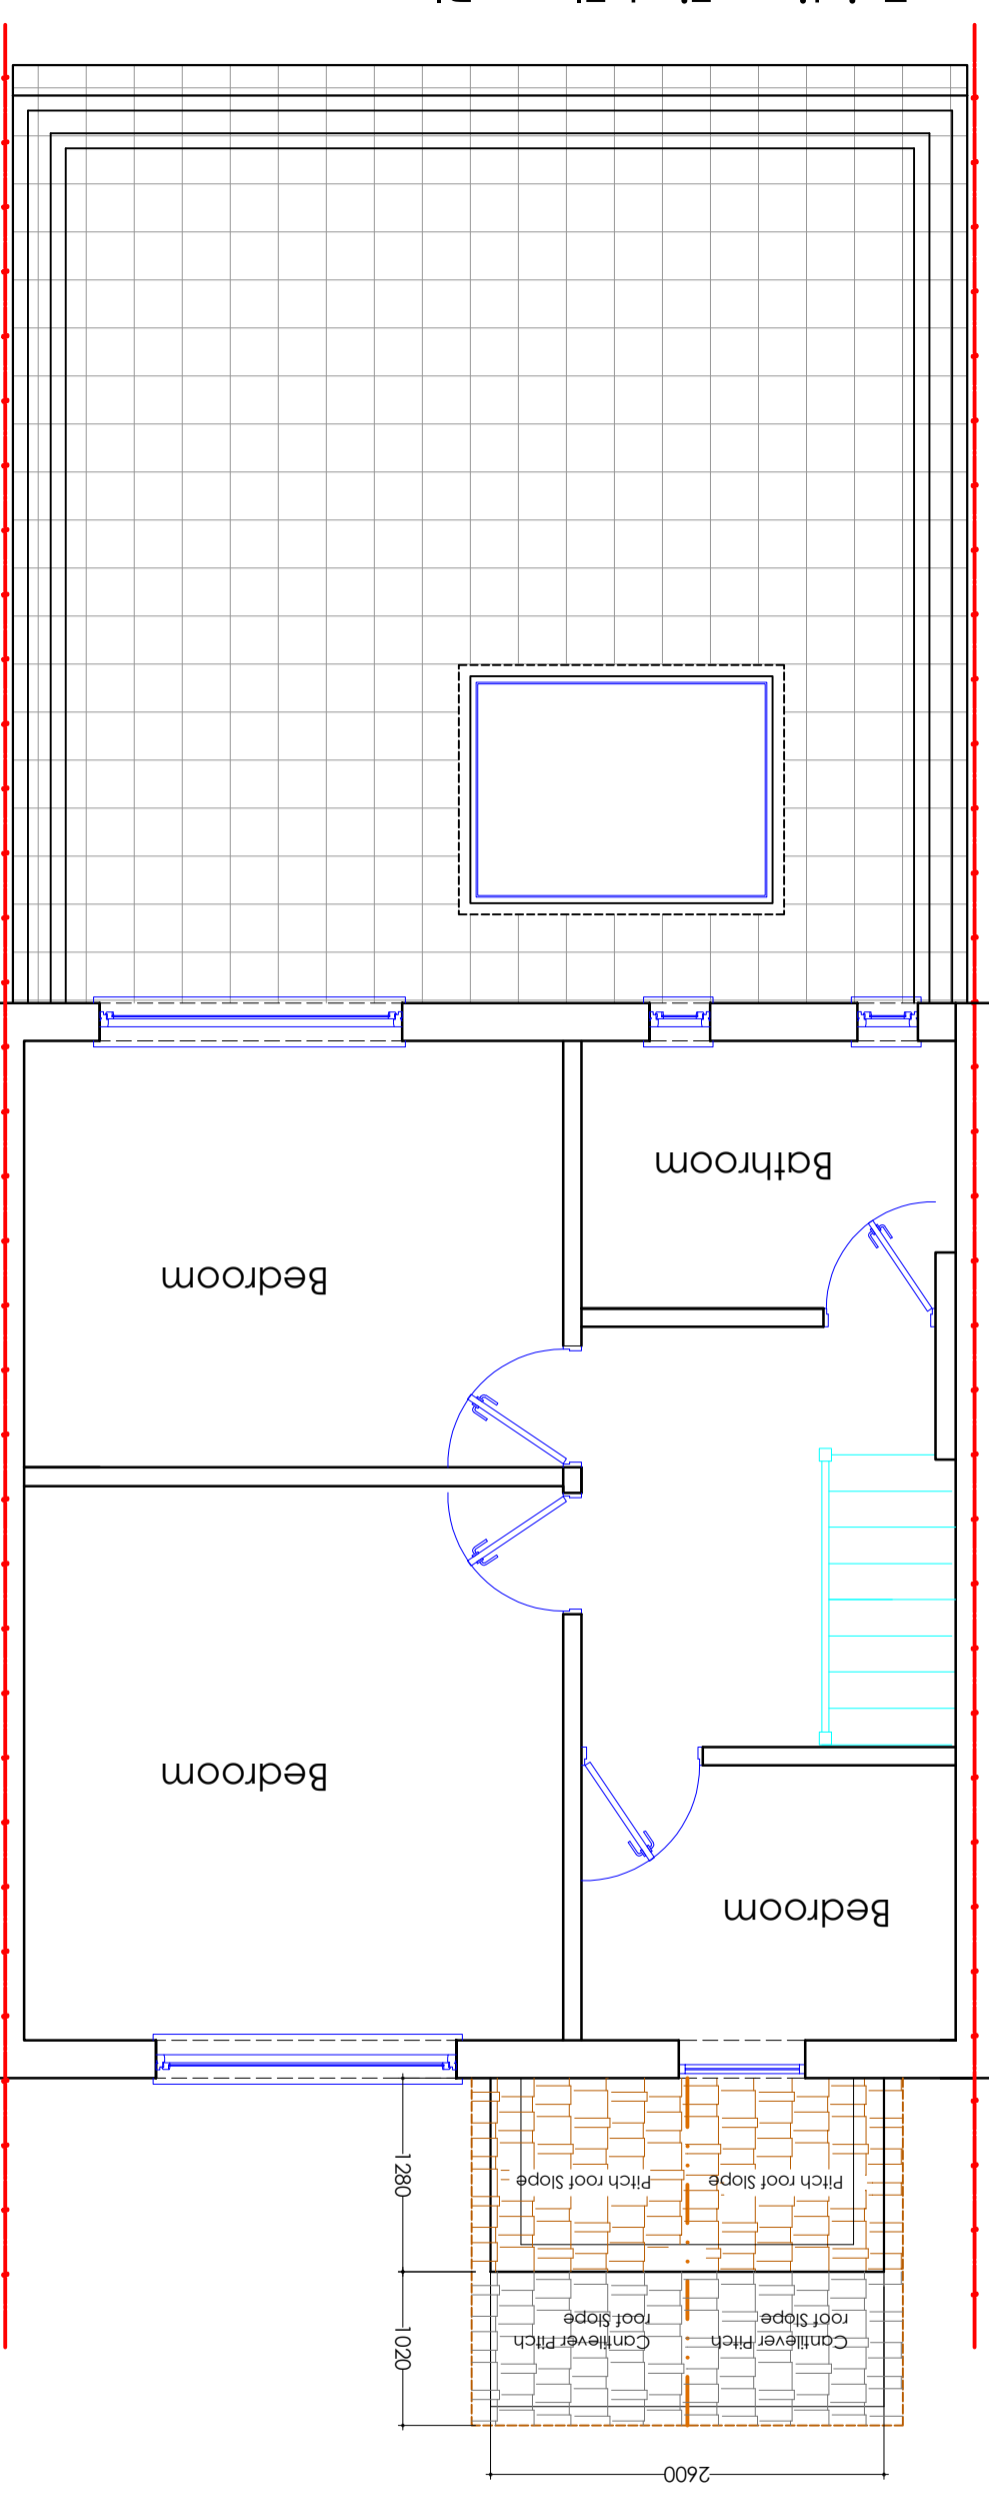 2600
Cantilever Pitch
roof Slope
Cantilever Pitch
roof Slope
1020
Pitch roof Slope
Pitch roof Slope
1280
Bedroom
Bedroom
Bedroom
Bathroom